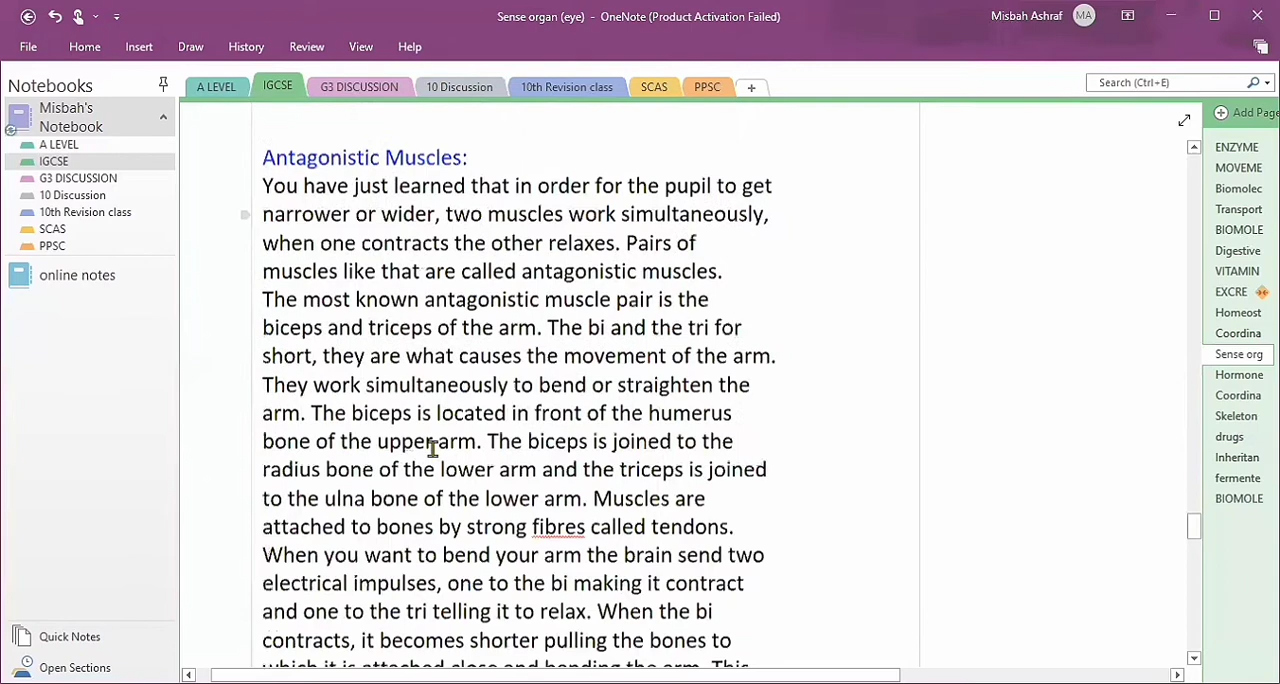 Sense organ (eye) - OneNote (Product Activation Failed)
Misbah Ashraf
MA
File
Home
Insert
Draw
History
Review
View
Help
Notebooks
Misbah's
Notebook
A LEVEL
IGCSE
G3 DISCUSSION
10 Discussion
10th Revision class
SCAS
PPSC
online notes
Quick Notes
Open Sections
A LEVEL
IGCSE
G3 DISCUSSION
10 Discussion
10th Revision class
SCAS
PPSC
+
Search (Ctrl+E)
Antagonistic Muscles:
You have just learned that in order for the pupil to get
narrower or wider, two muscles work simultaneously,
when one contracts the other relaxes. Pairs of
muscles like that are called antagonistic muscles.
The most known antagonistic muscle pair is the
biceps and triceps of the arm. The bi and the tri for
short, they are what causes the movement of the arm.
They work simultaneously to bend or straighten the
arm. The biceps is located in front of the humerus
bone of the upper arm. The biceps is joined to the
radius bone of the lower arm and the triceps is joined
to the ulna bone of the lower arm. Muscles are
attached to bones by strong fibres called tendons.
When you want to bend your arm the brain send two
electrical impulses, one to the bi making it contract
and one to the tri telling it to relax. When the bi
contracts, it becomes shorter pulling the bones to
which it is attached close and bending the arm. This
Add Page
ENZYME
MOVEME
Biomolec
Transport
BIOMOLE
Digestive
VITAMIN
EXCRE
Homeost
Coordina
Sense org
Hormone
Coordina
Skeleton
drugs
Inheritan
fermente
BIOMOLE